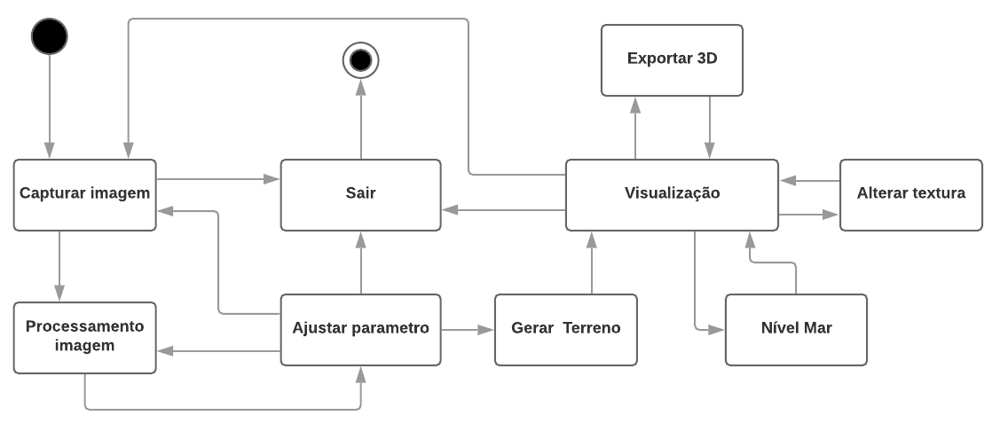 Exportar 3D
Capturar imagem
Sair
Visualização
Alterar textura
Processamento
imagem
Ajustar parametro
Gerar  Terreno
Nível Mar